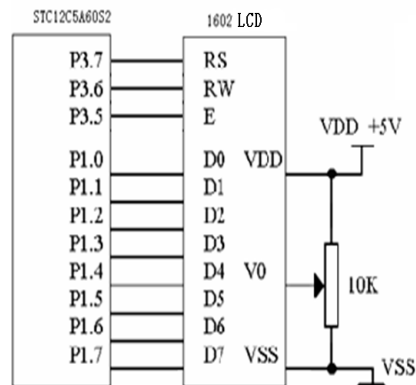 STC12C5A60S2 1602 LCD
P3.7 RS
P3.6 RW
P3.5 E
VDD +5V
P1.0 D0 VDD
P1.1 D1
P1.2 D2
P1.3 D3
P1.4 D4 V0
10K
P1.5 D5
P1.6 D6
P1.7 D7 VSS
VSS